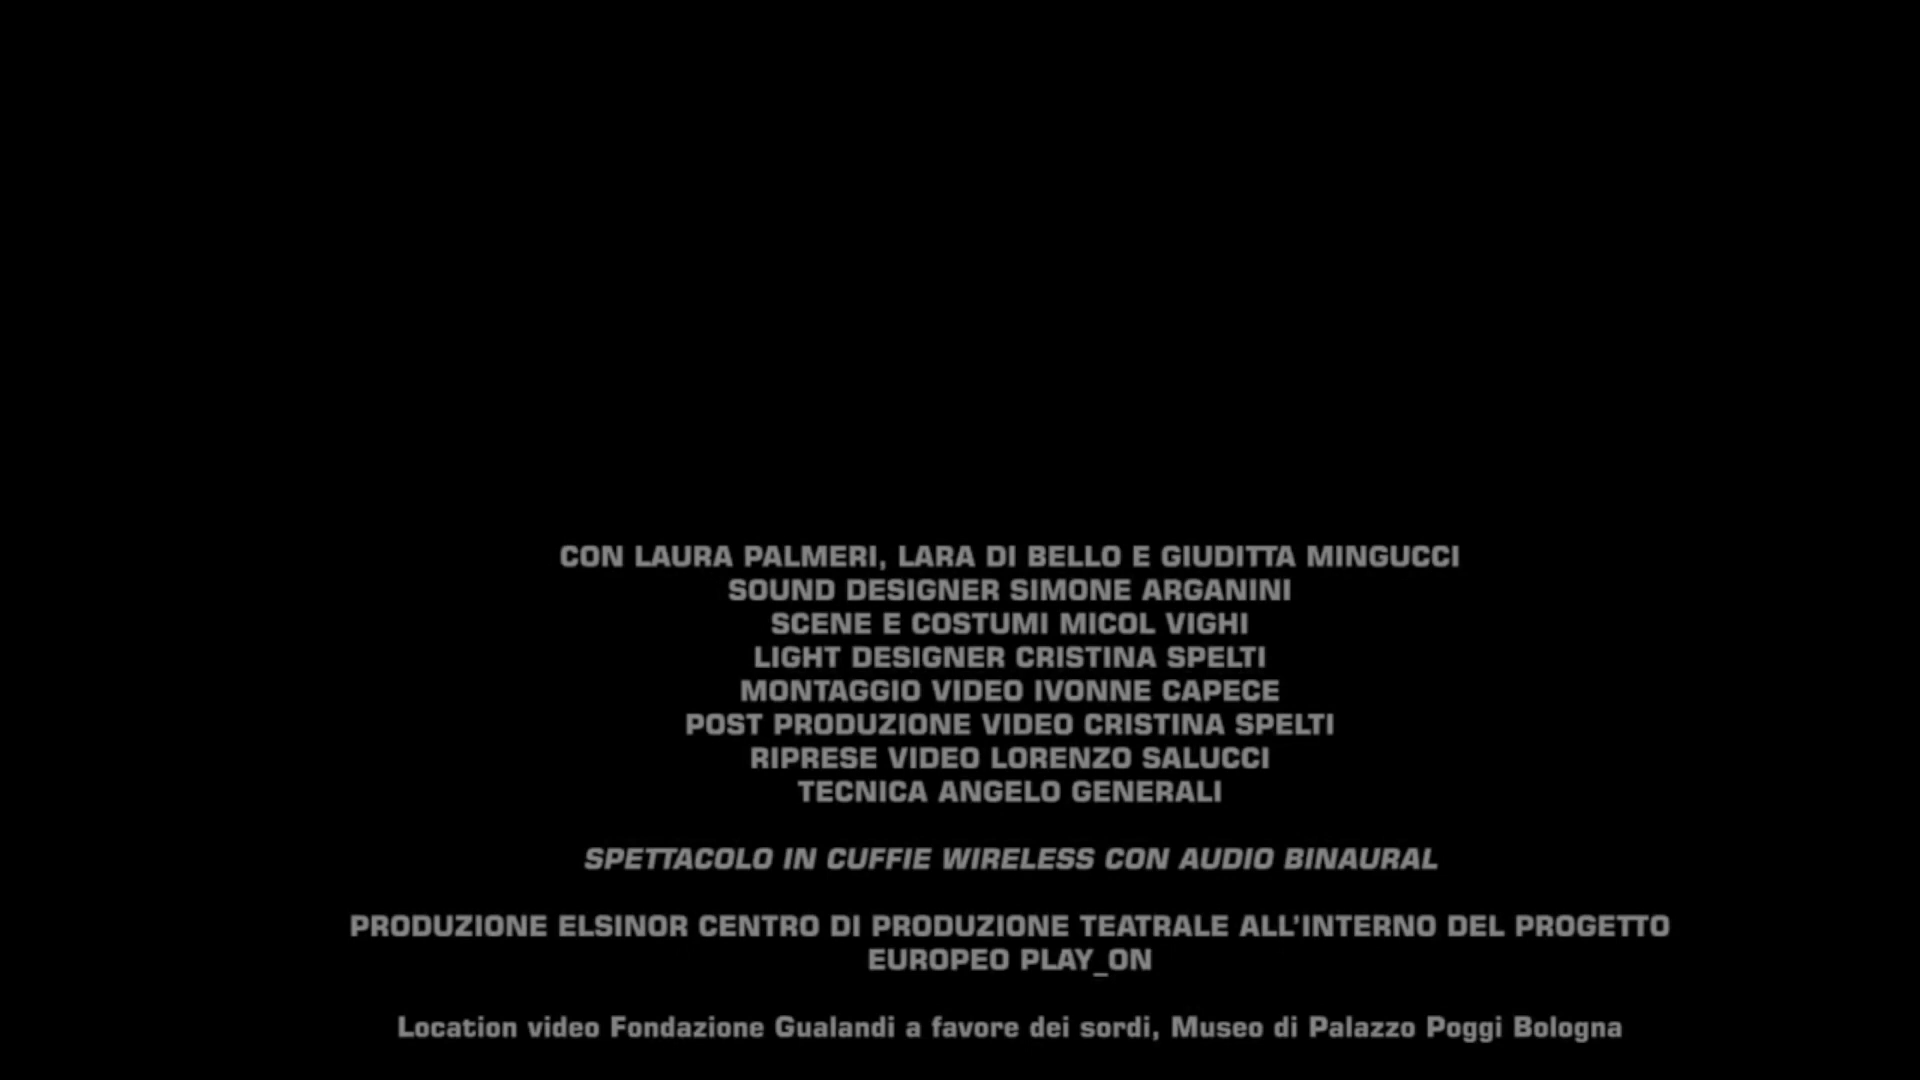 CON LAURA PALMERI, LARA DI BELLO E GIUDITTA MINGUCCI
SOUND DESIGNER SIMONE ARGANINI
SCENE E COSTUMI MICOL VIGHI
LIGHT DESIGNER CRISTINA SPELTI
MONTAGGIO VIDEO IVONNE CAPECE
POST PRODUZIONE VIDEO CRISTINA SPELTI
RIPRESE VIDEO LORENZO SALUCCI
TECNICA ANGELO GENERALI
SPETTACOLO IN CUFFIE WIRELESS CON AUDIO BINAURAL
PRODUZIONE ELSINOR CENTRO DI PRODUZIONE TEATRALE ALL’INTERNO DEL PROGETTO
EUROPEO PLAY_ON
Location video Fondazione Gualandi a favore dei sordi, Museo di Palazzo Poggi Bologna